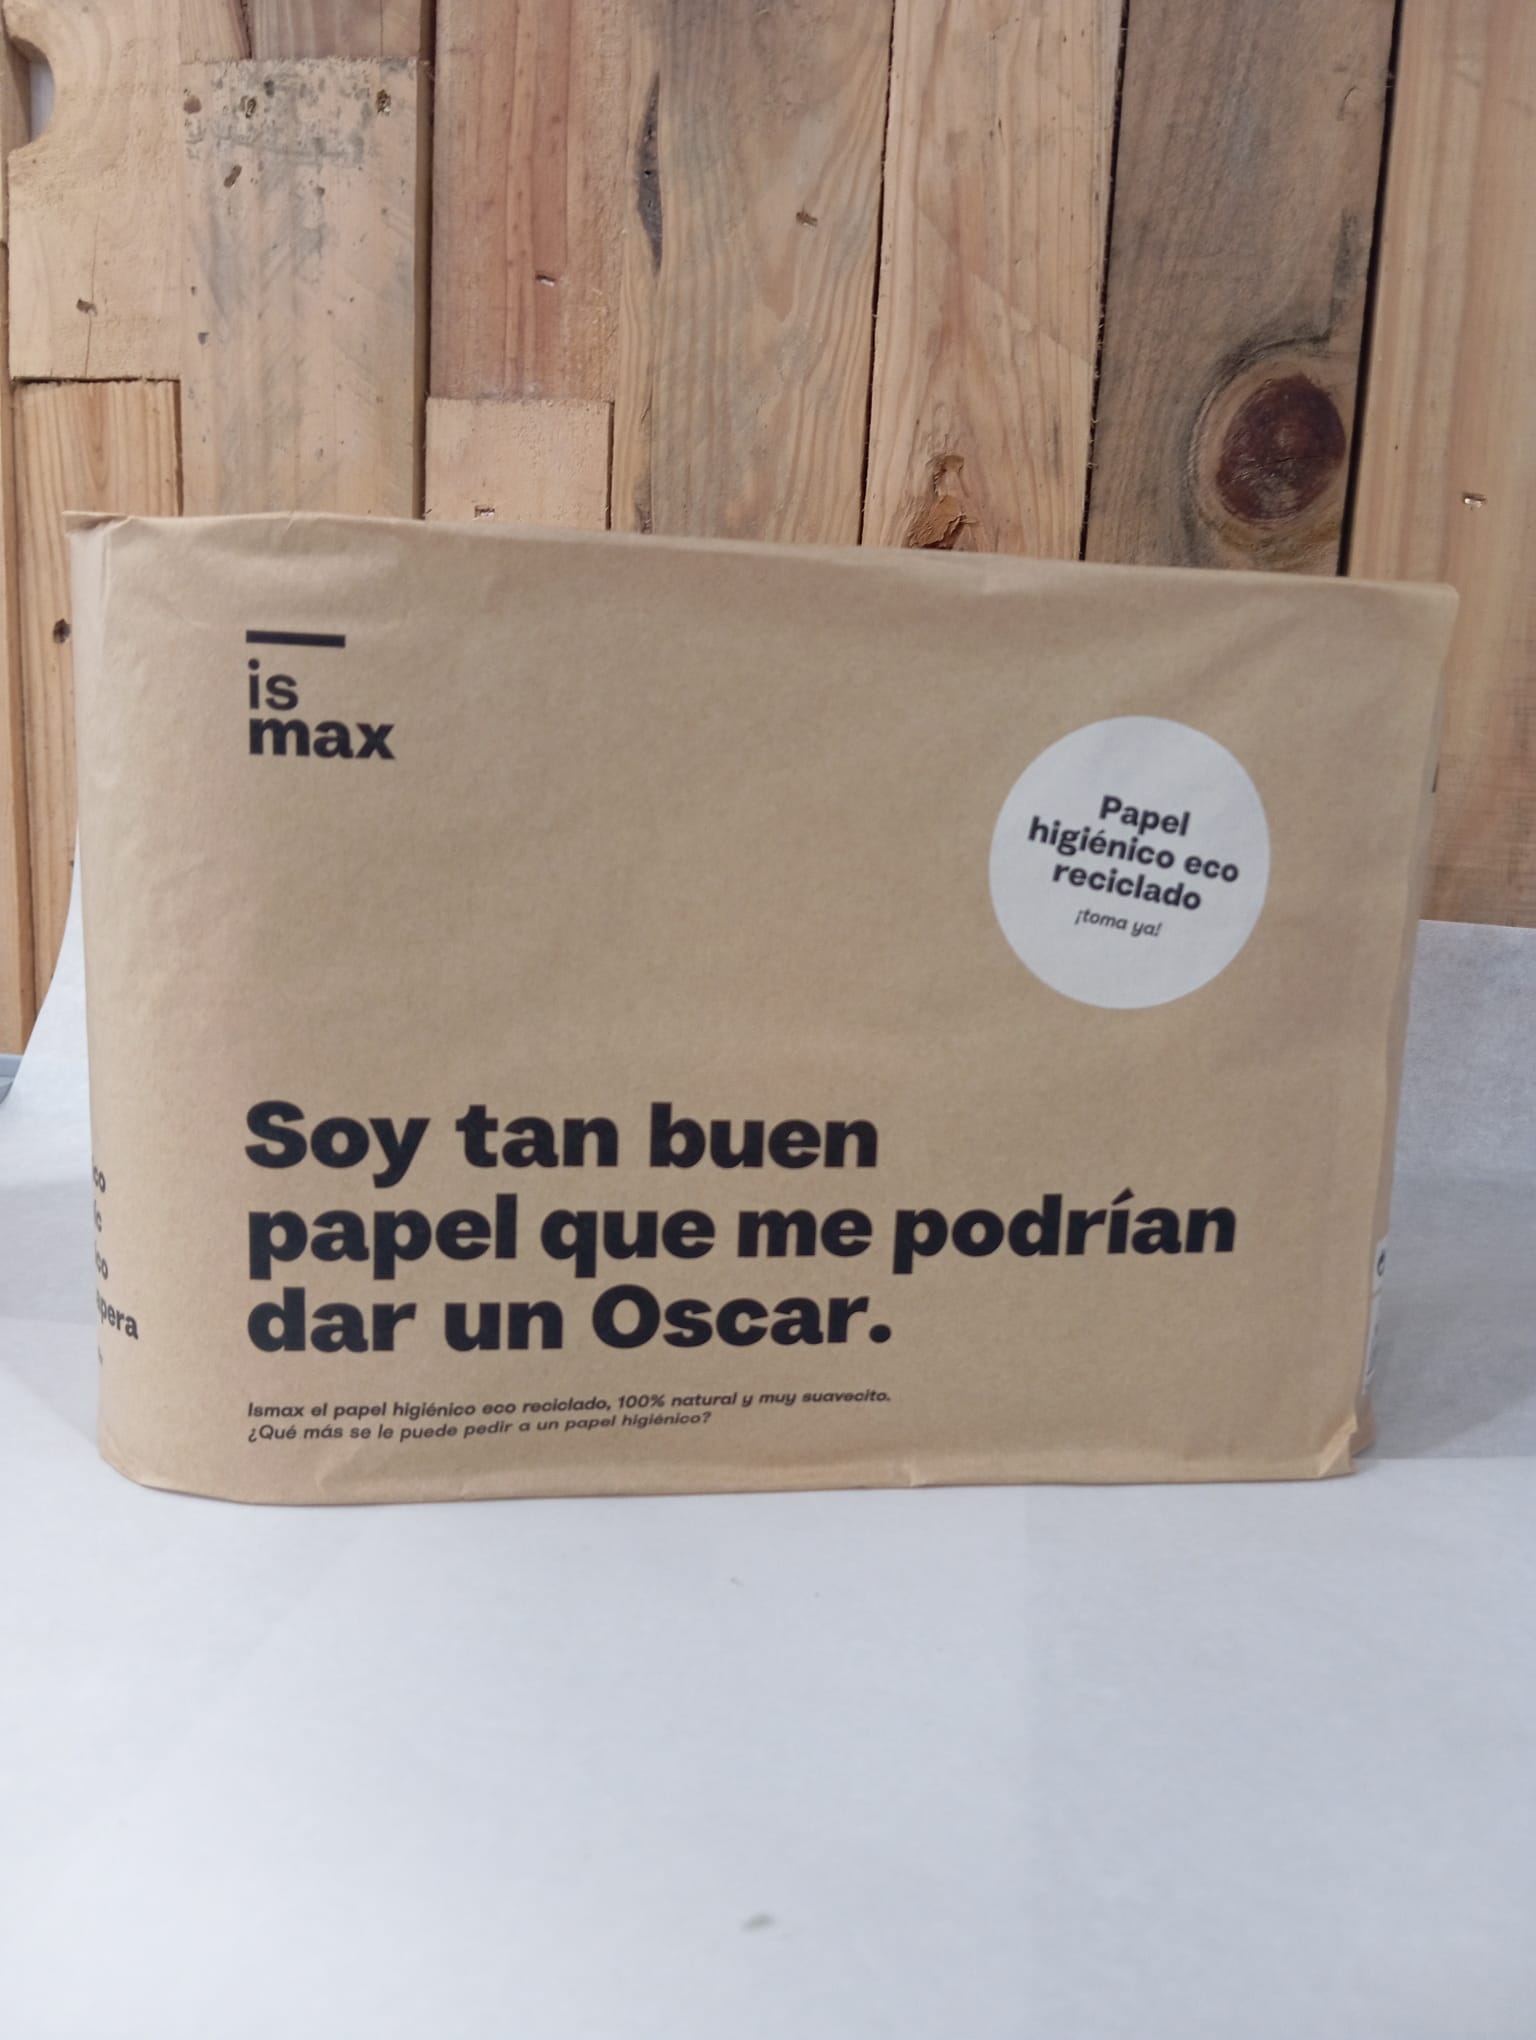 is
max
Papel
higiénico eco
reciclado
¡toma ya!
Soy tan buen
papel que me podrían
dar un Oscar.
Ismax el papel higiénico eco reciclado, 100% natural y muy suavecito.
¿Qué más se le puede pedir a un papel higiénico?